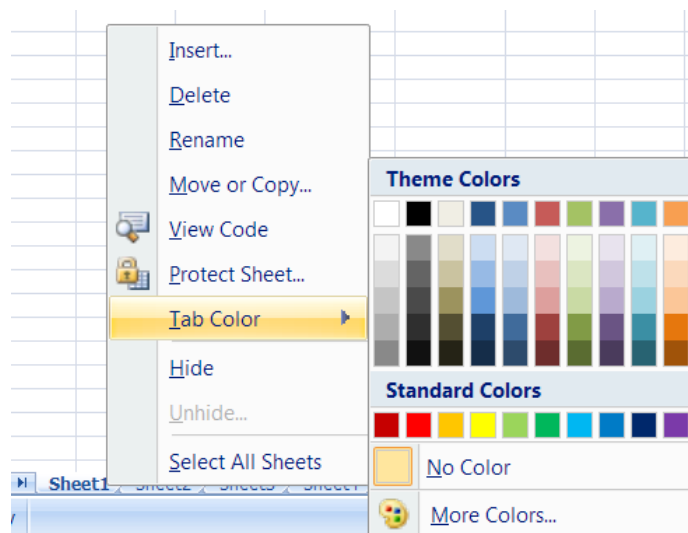 Insert...
Delete
Rename
Move or Copy...
View Code
Protect Sheet...
Tab Color
Hide
Unhide...
Select All Sheets
Theme Colors
Standard Colors
No Color
More Colors...
Sheet1